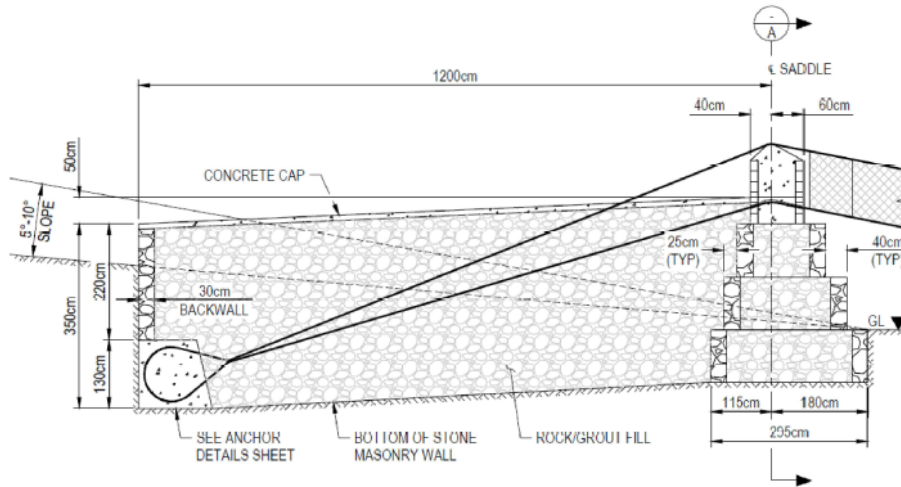 -
A
1200cm
℄ SADDLE
40cm
60cm
50cm
CONCRETE CAP
5°-10°
SLOPE
25cm
(TYP)
40cm
(TYP)
220cm
30cm
BACKWALL
350cm
GL
130cm
115cm
180cm
295cm
SEE ANCHOR
DETAILS SHEET
BOTTOM OF STONE
MASONRY WALL
ROCK/GROUT FILL